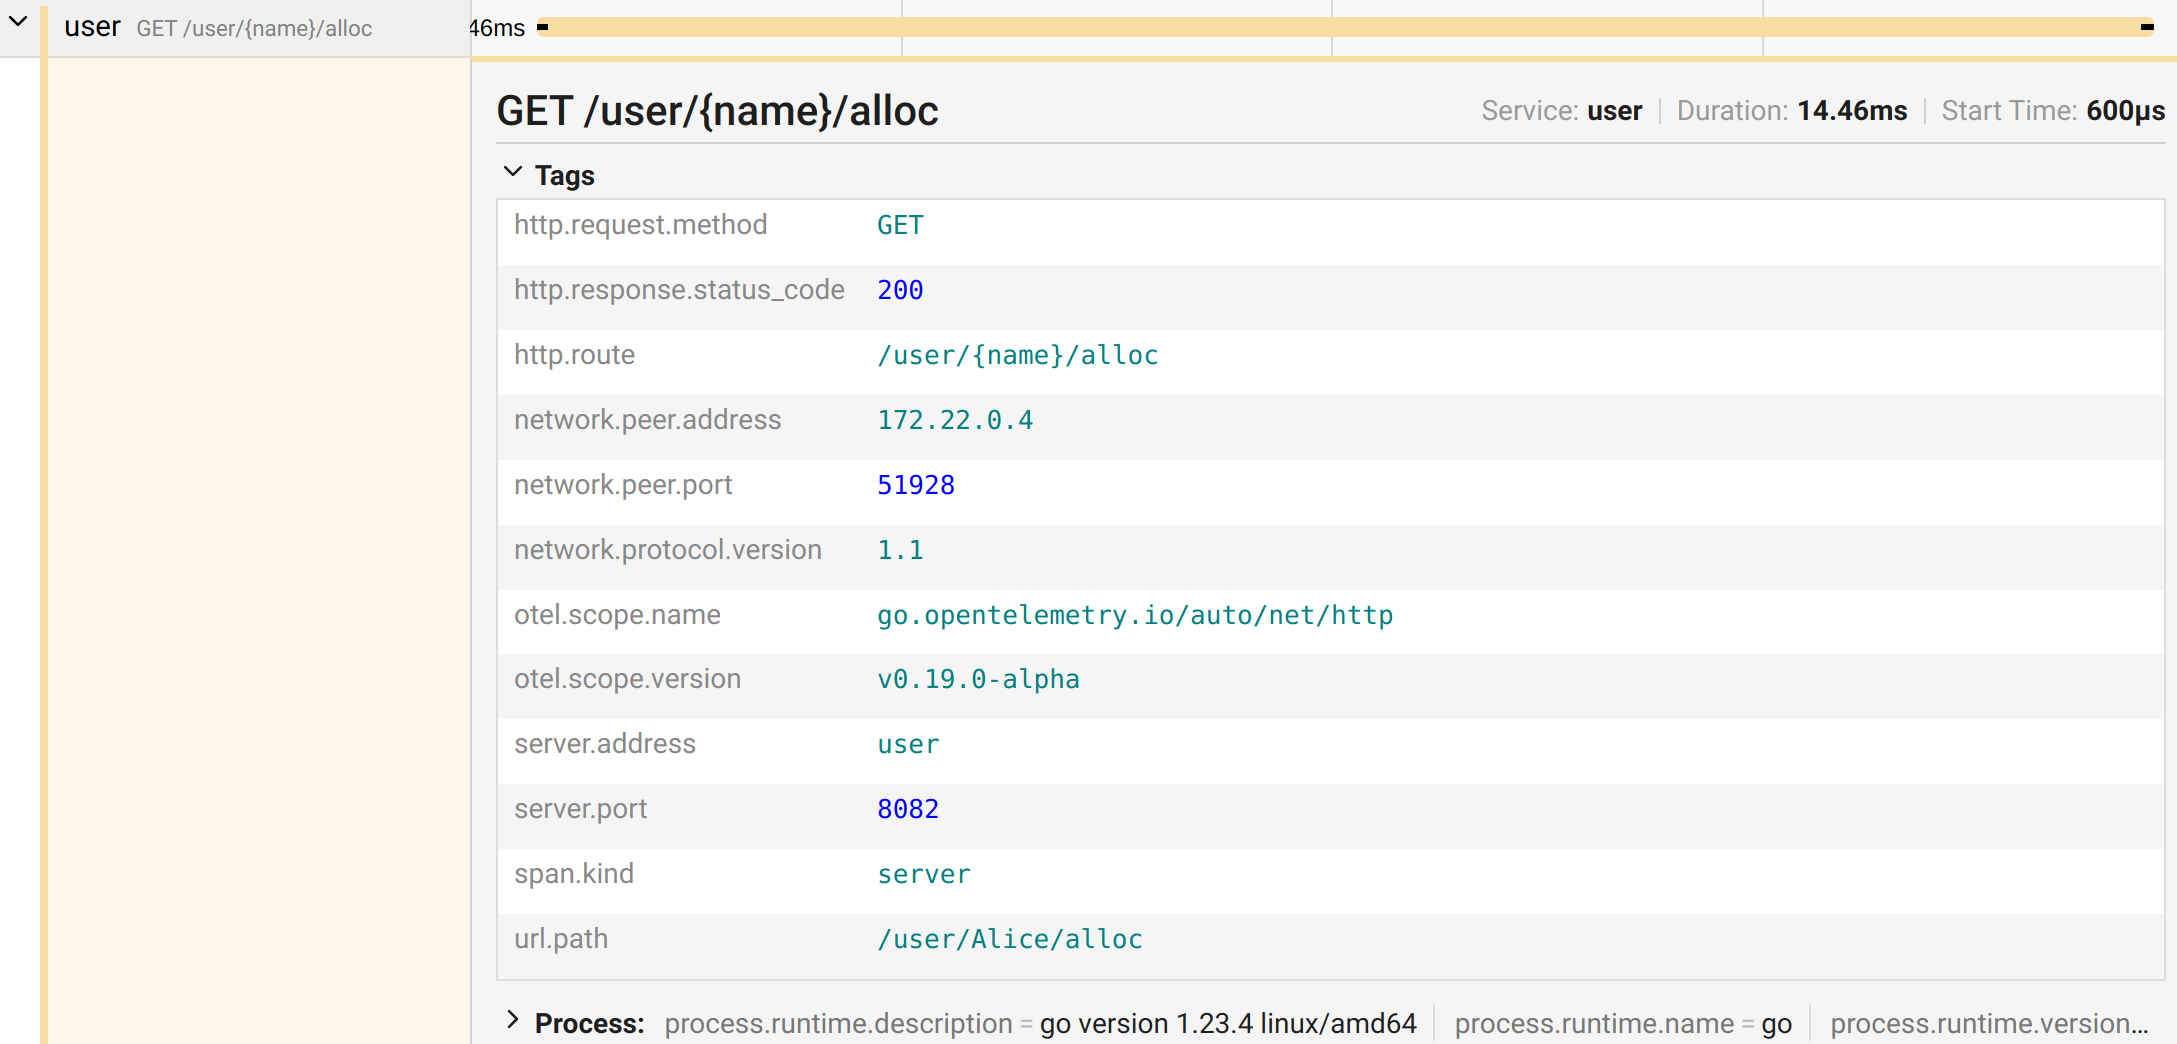 user GET /user/{name}/alloc 46ms
GET /user/{name}/alloc Service: user Duration: 14.46ms Start Time: 600μs
Tags
http.request.method GET
http.response.status_code 200
http.route /user/{name}/alloc
network.peer.address 172.22.0.4
network.peer.port 51928
network.protocol.version 1.1
otel.scope.name go.opentelemetry.io/auto/net/http
otel.scope.version v0.19.0-alpha
server.address user
server.port 8082
span.kind server
url.path /user/Alice/alloc
Process: process.runtime.description = go version 1.23.4 linux/amd64 process.runtime.name = go process.runtime.version...